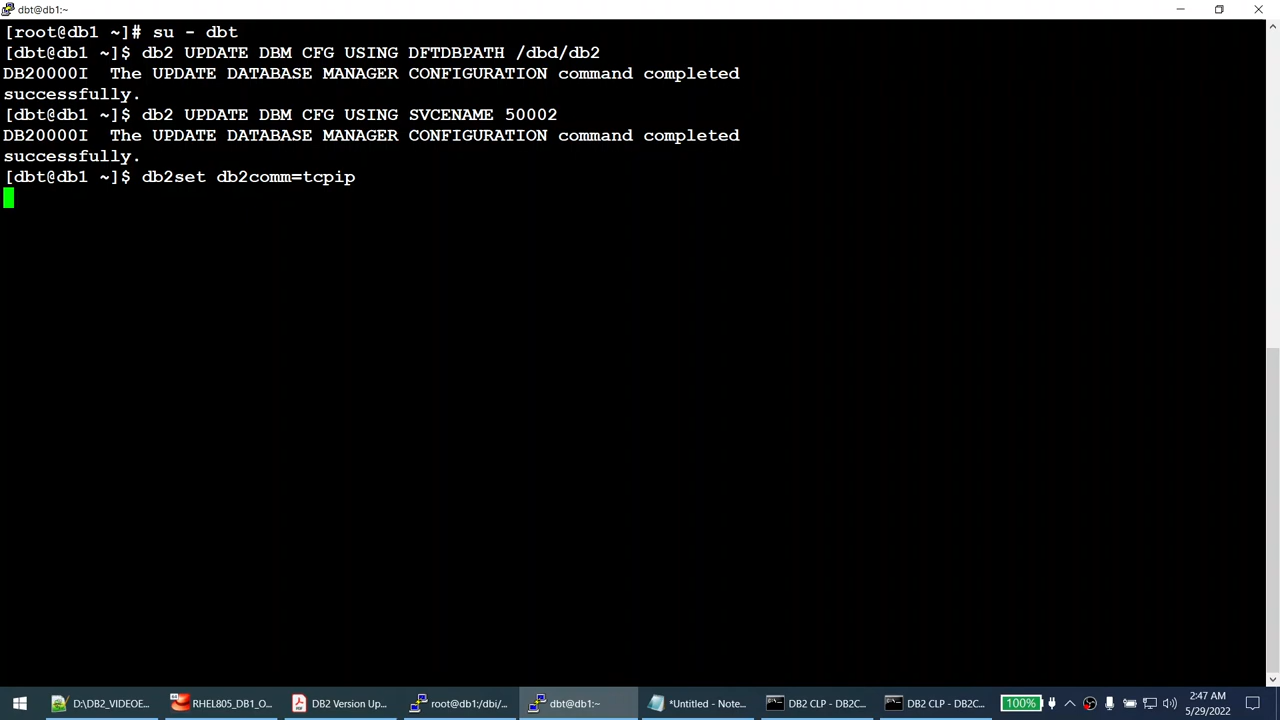 dbt@db1:~
[root@db1 ~]# su - dbt
[dbt@db1 ~]$ db2 UPDATE DBM CFG USING DFTDBPATH /dbd/db2
DB20000I  The UPDATE DATABASE MANAGER CONFIGURATION command completed
successfully.
[dbt@db1 ~]$ db2 UPDATE DBM CFG USING SVCENAME 50002
DB20000I  The UPDATE DATABASE MANAGER CONFIGURATION command completed
successfully.
[dbt@db1 ~]$ db2set db2comm=tcpip
D:\DB2_VIDEOE... RHEL805_DB1_O... DB2 Version Up... root@db1:/dbi/... dbt@db1:~ *Untitled - Note... DB2 CLP - DB2C... DB2 CLP - DB2C... 100% 2:47 AM
5/29/2022